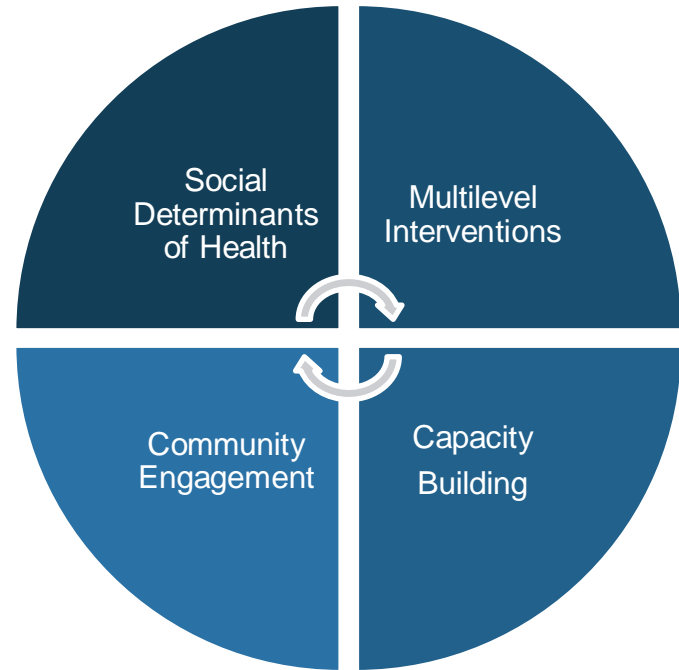 Social
Determinants
of Health
Multilevel
Interventions
Community
Engagement
Capacity
Building